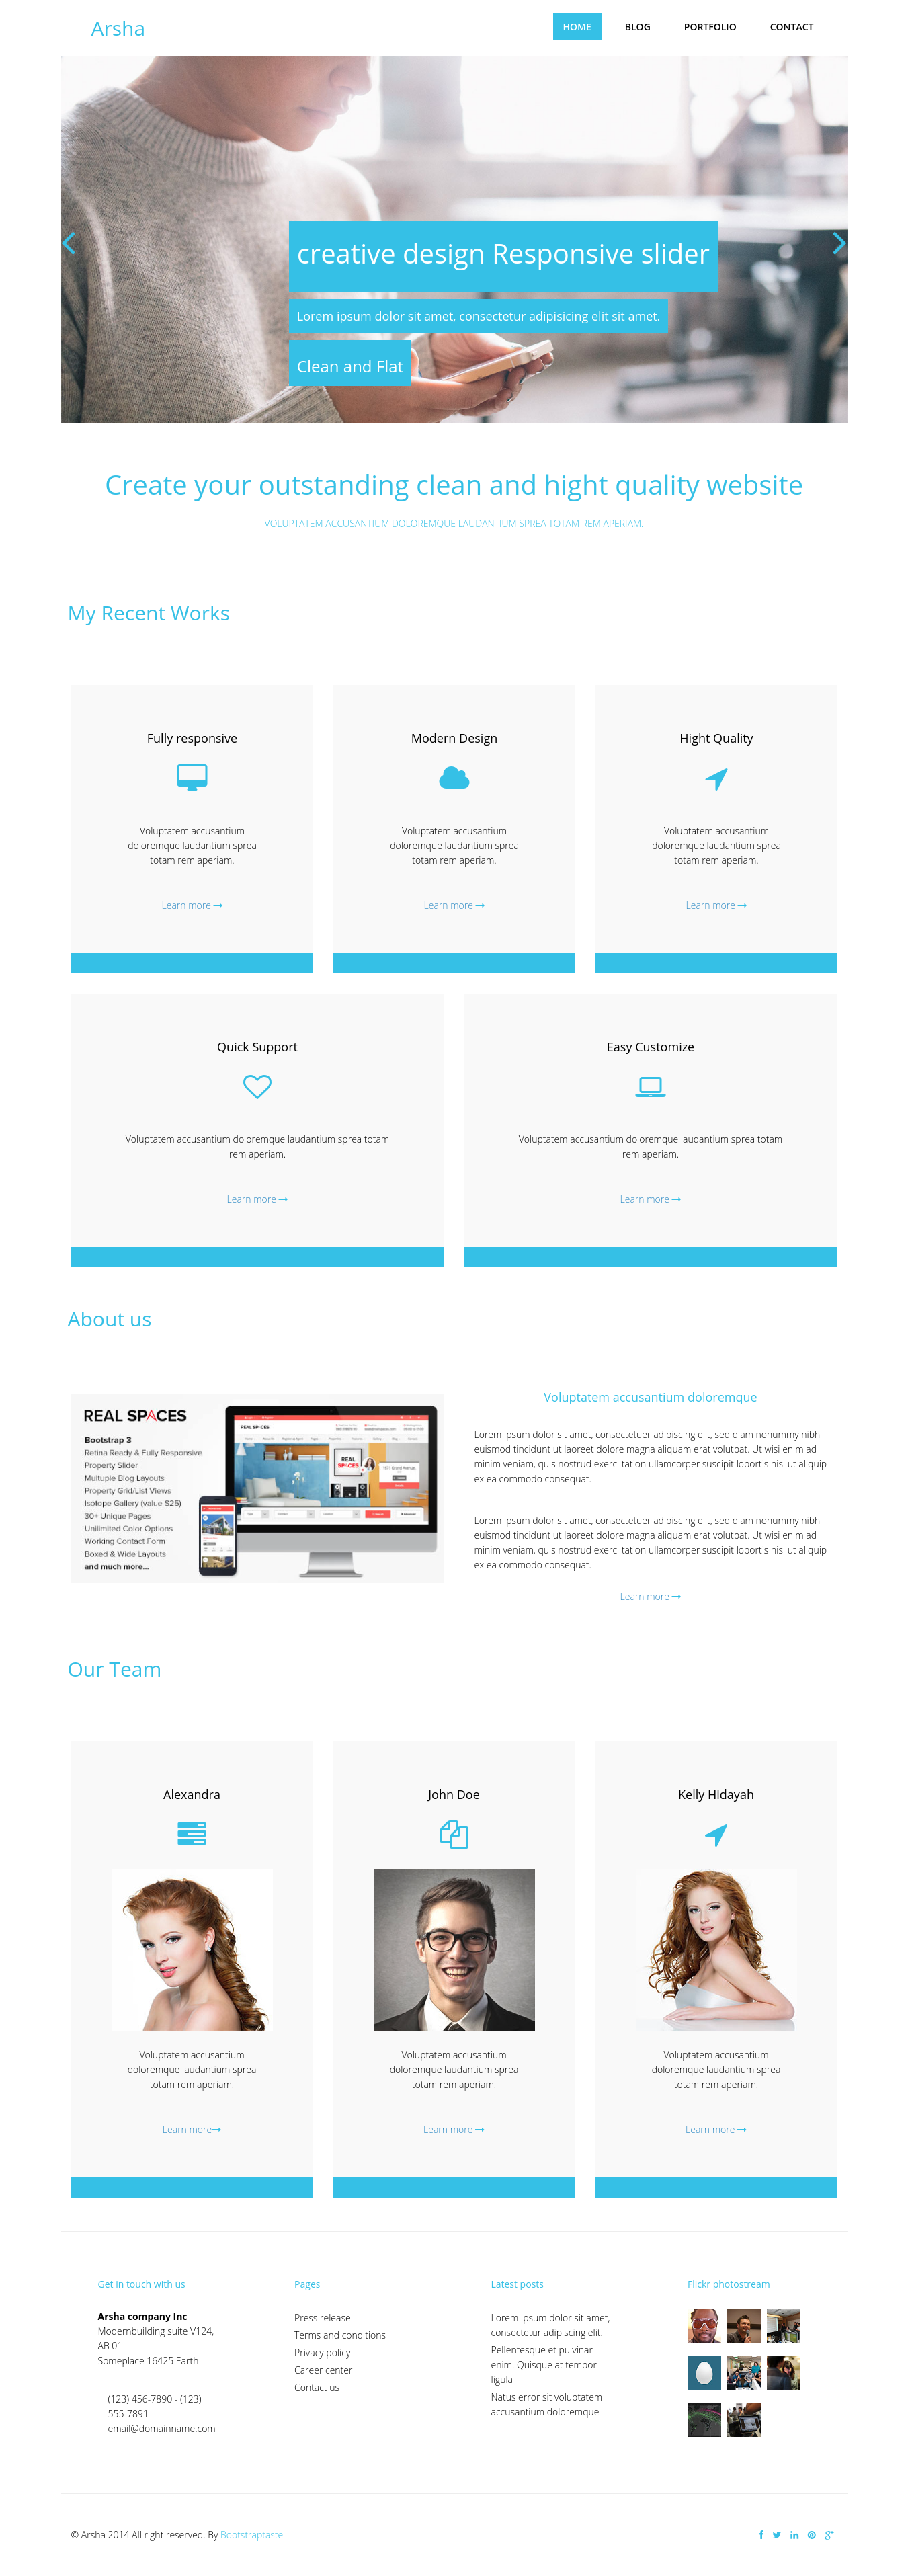 Arsha
HOME
BLOG
PORTFOLIO
CONTACT
creative design Responsive slider
Lorem ipsum dolor sit amet, consectetur adipisicing elit sit amet.
Clean and Flat
Create your outstanding clean and hight quality website
VOLUPTATEM ACCUSANTIUM DOLOREMQUE LAUDANTIUM SPREA TOTAM REM APERIAM.
My Recent Works
Fully responsive
Voluptatem accusantium
doloremque laudantium sprea
totam rem aperiam.
Learn more
Modern Design
Voluptatem accusantium
doloremque laudantium sprea
totam rem aperiam.
Learn more
Hight Quality
Voluptatem accusantium
doloremque laudantium sprea
totam rem aperiam.
Learn more
Quick Support
Voluptatem accusantium doloremque laudantium sprea totam
rem aperiam.
Learn more
Easy Customize
Voluptatem accusantium doloremque laudantium sprea totam
rem aperiam.
Learn more
About us
REAL SPACES
Bootstrap 3
Retina Ready & Fully Responsive
Property Slider
Multuple Blog Layouts
Property Grid/List Views
Isotope Gallery (value $25)
30+ Unique Pages
Unilimited Color Options
Working Contact Form
Boxed & Wide Layouts
and much more...
REAL SPACES
REAL SPACES
Voluptatem accusantium doloremque
Lorem ipsum dolor sit amet, consectetuer adipiscing elit, sed diam nonummy nibh
euismod tincidunt ut laoreet dolore magna aliquam erat volutpat. Ut wisi enim ad
minim veniam, quis nostrud exerci tation ullamcorper suscipit lobortis nisl ut aliquip
ex ea commodo consequat.
Lorem ipsum dolor sit amet, consectetuer adipiscing elit, sed diam nonummy nibh
euismod tincidunt ut laoreet dolore magna aliquam erat volutpat. Ut wisi enim ad
minim veniam, quis nostrud exerci tation ullamcorper suscipit lobortis nisl ut aliquip
ex ea commodo consequat.
Learn more
Our Team
Alexandra
Voluptatem accusantium
doloremque laudantium sprea
totam rem aperiam.
Learn more
John Doe
Voluptatem accusantium
doloremque laudantium sprea
totam rem aperiam.
Learn more
Kelly Hidayah
Voluptatem accusantium
doloremque laudantium sprea
totam rem aperiam.
Learn more
Get in touch with us
Arsha company Inc
Modernbuilding suite V124,
AB 01
Someplace 16425 Earth
(123) 456-7890 - (123)
555-7891
email@domainname.com
Pages
Press release
Terms and conditions
Privacy policy
Career center
Contact us
Latest posts
Lorem ipsum dolor sit amet,
consectetur adipiscing elit.
Pellentesque et pulvinar
enim. Quisque at tempor
ligula
Natus error sit voluptatem
accusantium doloremque
Flickr photostream
© Arsha 2014 All right reserved. By Bootstraptaste